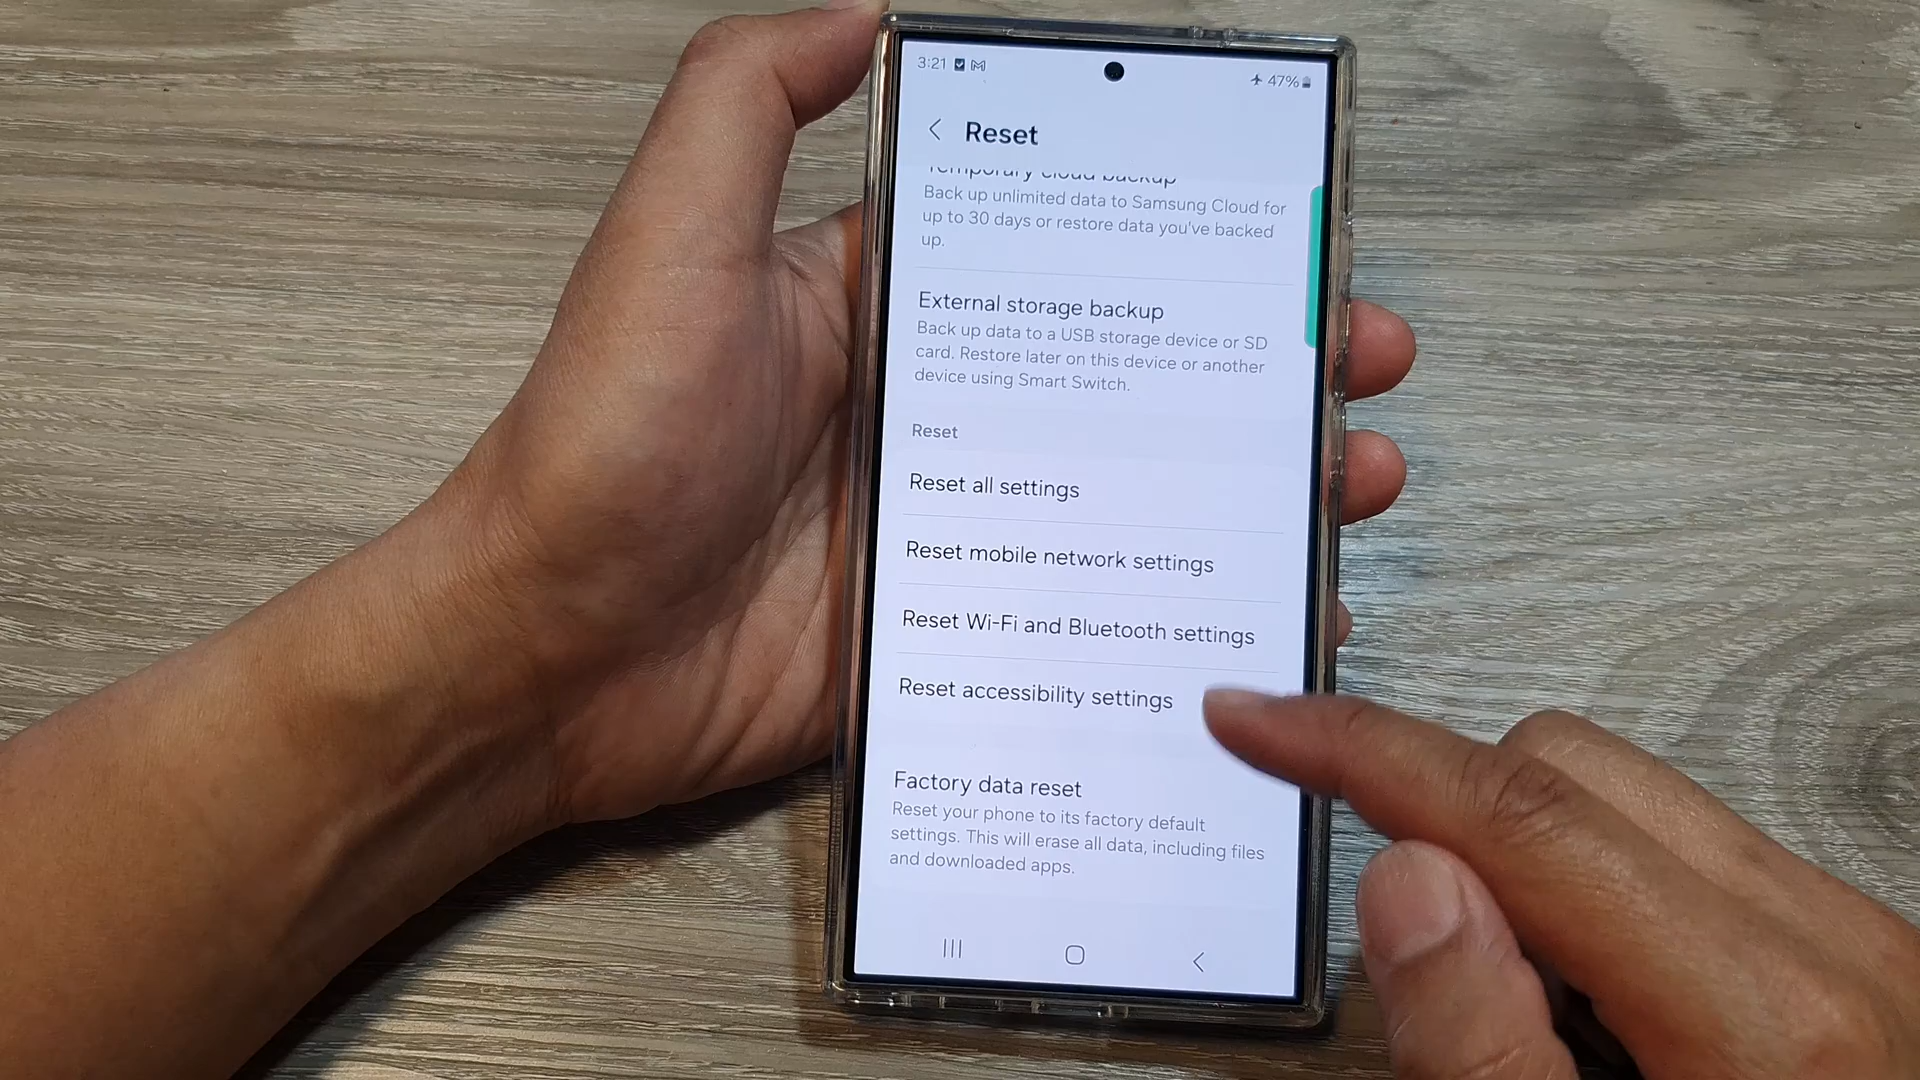 3:21
47%
Reset
Temporary cloud backup
Back up unlimited data to Samsung Cloud for
up to 30 days or restore data you've backed
up.
External storage backup
Back up data to a USB storage device or SD
card. Restore later on this device or another
device using Smart Switch.
Reset
Reset all settings
Reset mobile network settings
Reset Wi-Fi and Bluetooth settings
Reset accessibility settings
Factory data reset
Reset your phone to its factory default
settings. This will erase all data, including files
and downloaded apps.